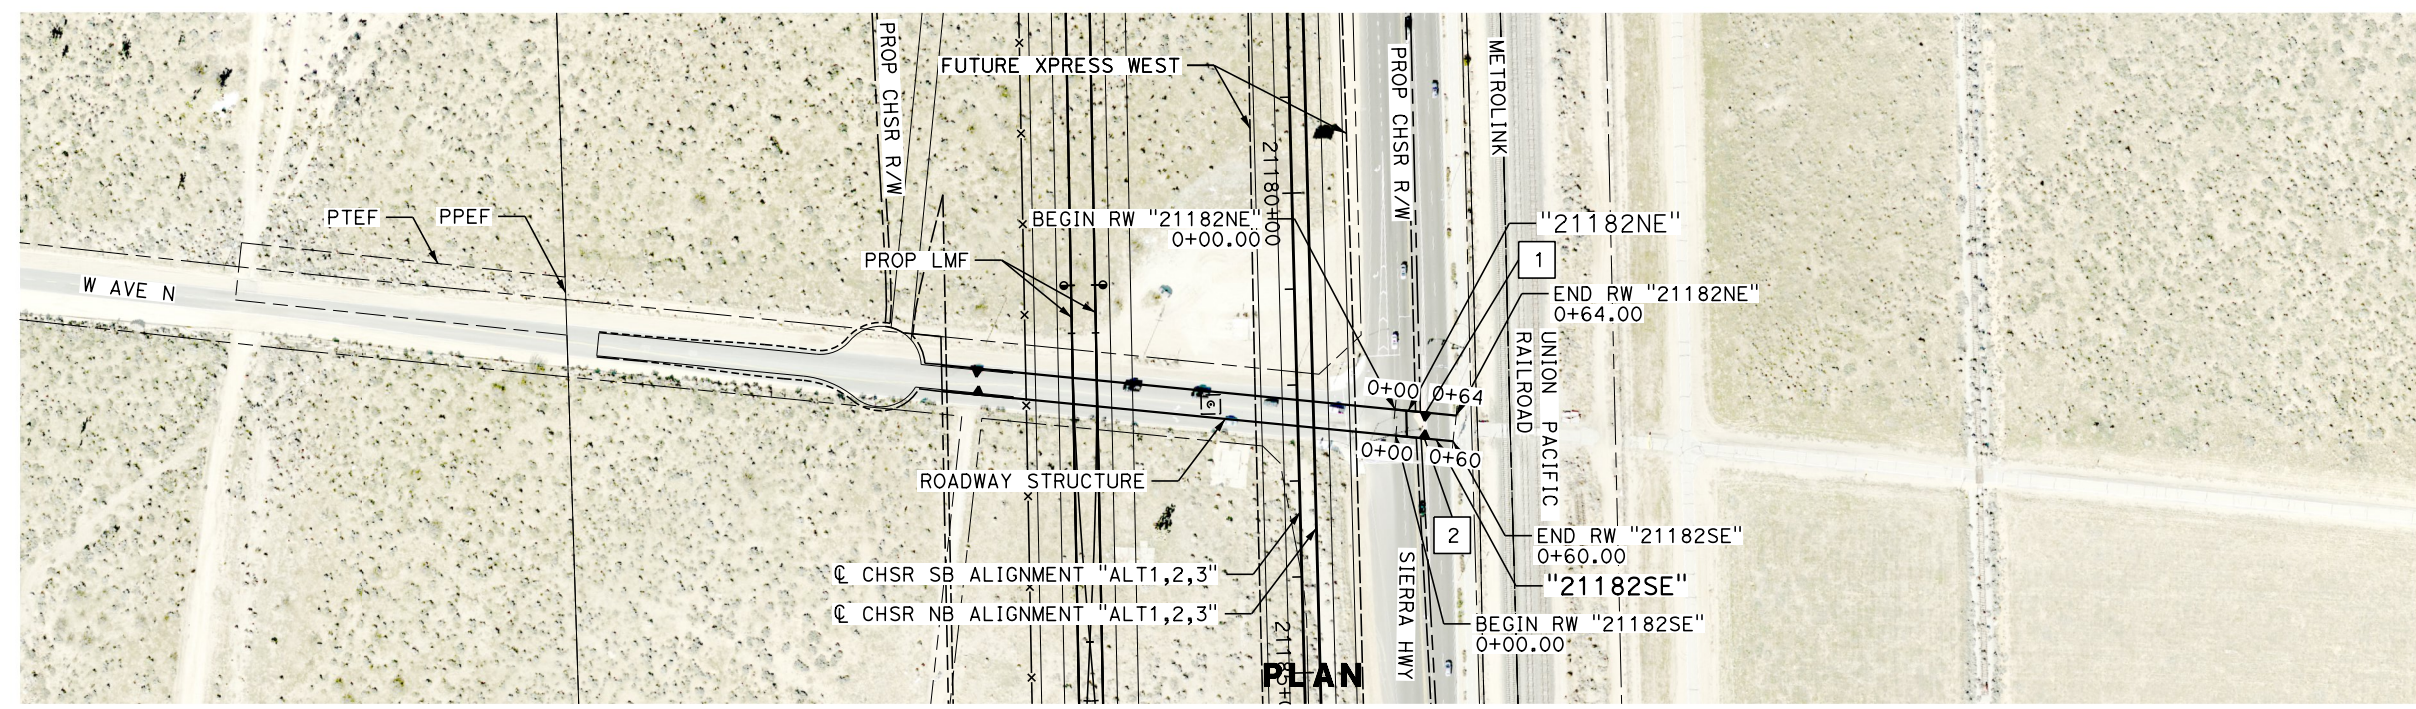 PROP CHSR R/W
FUTURE XPRESS WEST
PROP CHSR R/W
METROLINK
21180+00
PTEF
PPEF
BEGIN RW "21182NE"
0+00.00
"21182NE"
1
PROP LMF
W AVE N
END RW "21182NE"
0+64.00
UNION PACIFIC
RAILROAD
0+00
0+64
0+00
0+60
ROADWAY STRUCTURE
2
END RW "21182SE"
0+60.00
℄ CHSR SB ALIGNMENT "ALT1,2,3"
"21182SE"
℄ CHSR NB ALIGNMENT "ALT1,2,3"
SIERRA HWY
BEGIN RW "21182SE"
0+00.00
PLAN